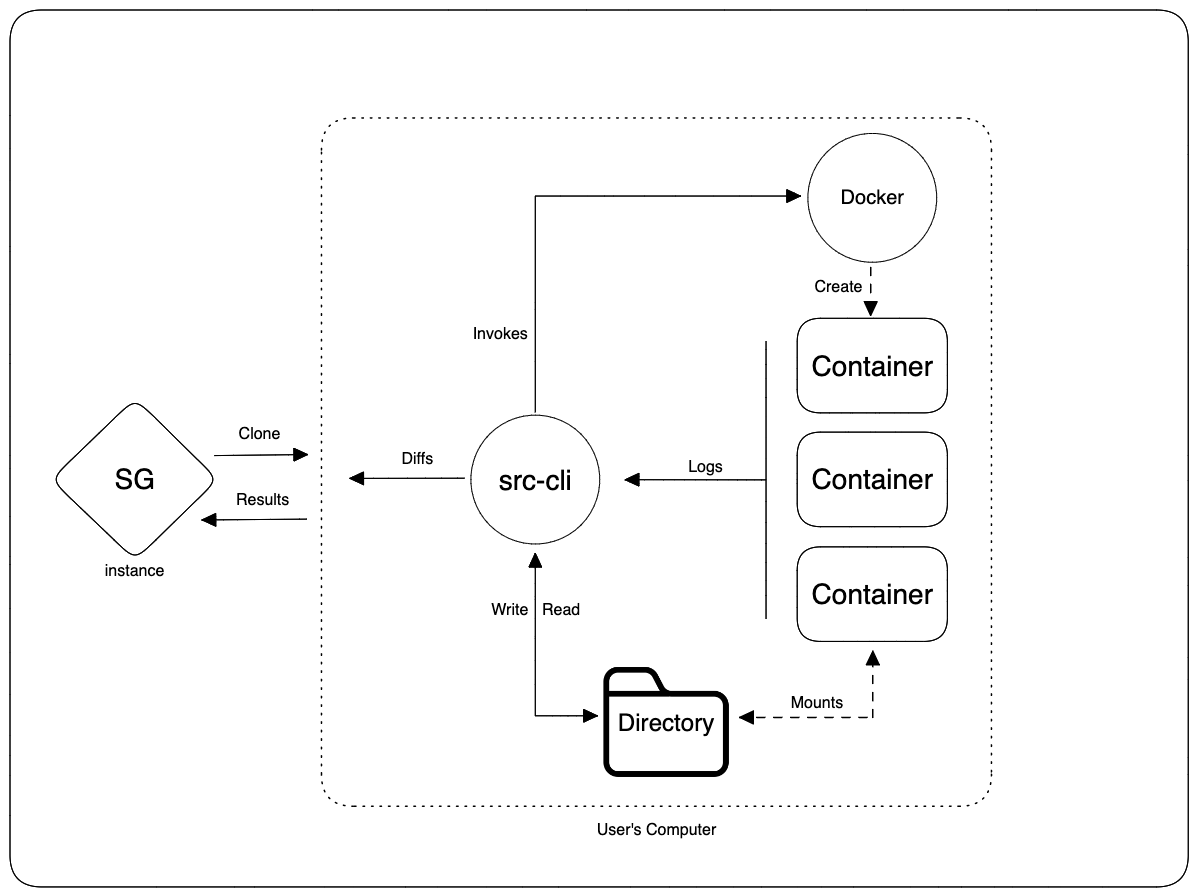 Docker
Create
Invokes
Container
Clone
SG
Diffs
src-cli
Logs
Container
Results
instance
Container
Write
Read
Mounts
Directory
User's Computer